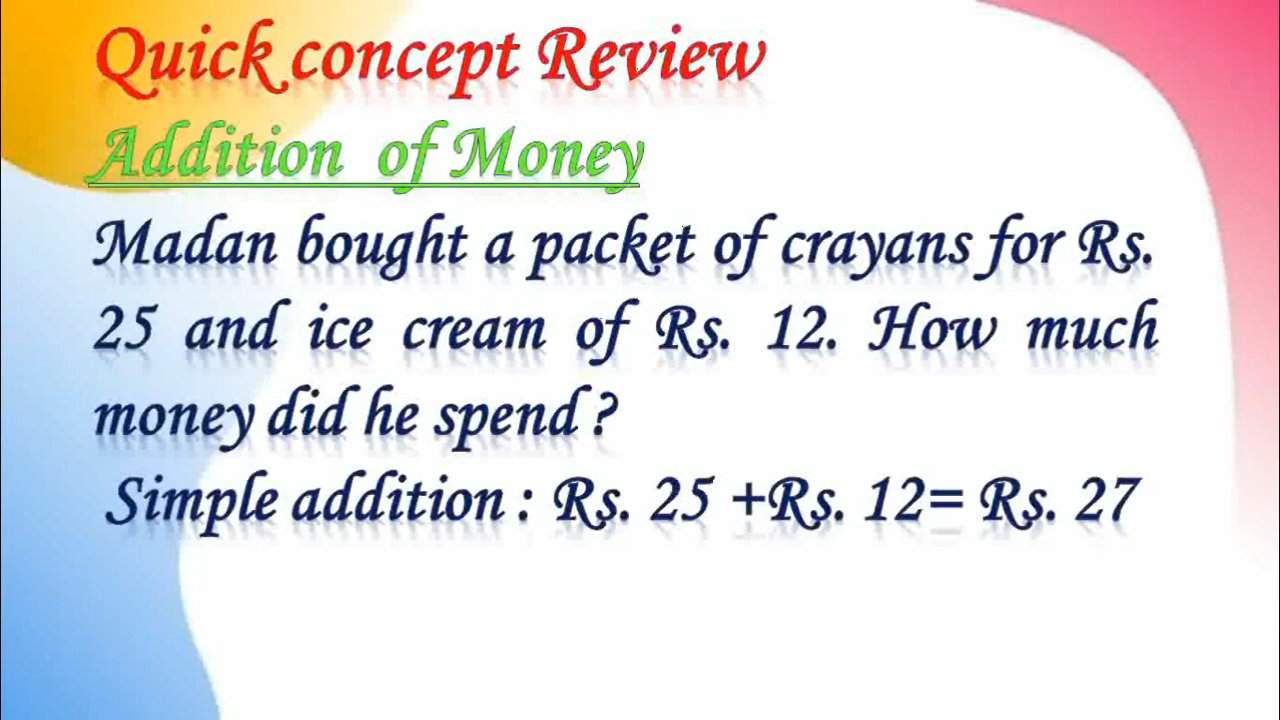 Quick concept Review
Addition of Money
Madan bought a packet of crayans for Rs.
25 and ice cream of Rs. 12. How much
money did he spend ?
Simple addition : Rs. 25 +Rs. 12= Rs. 27